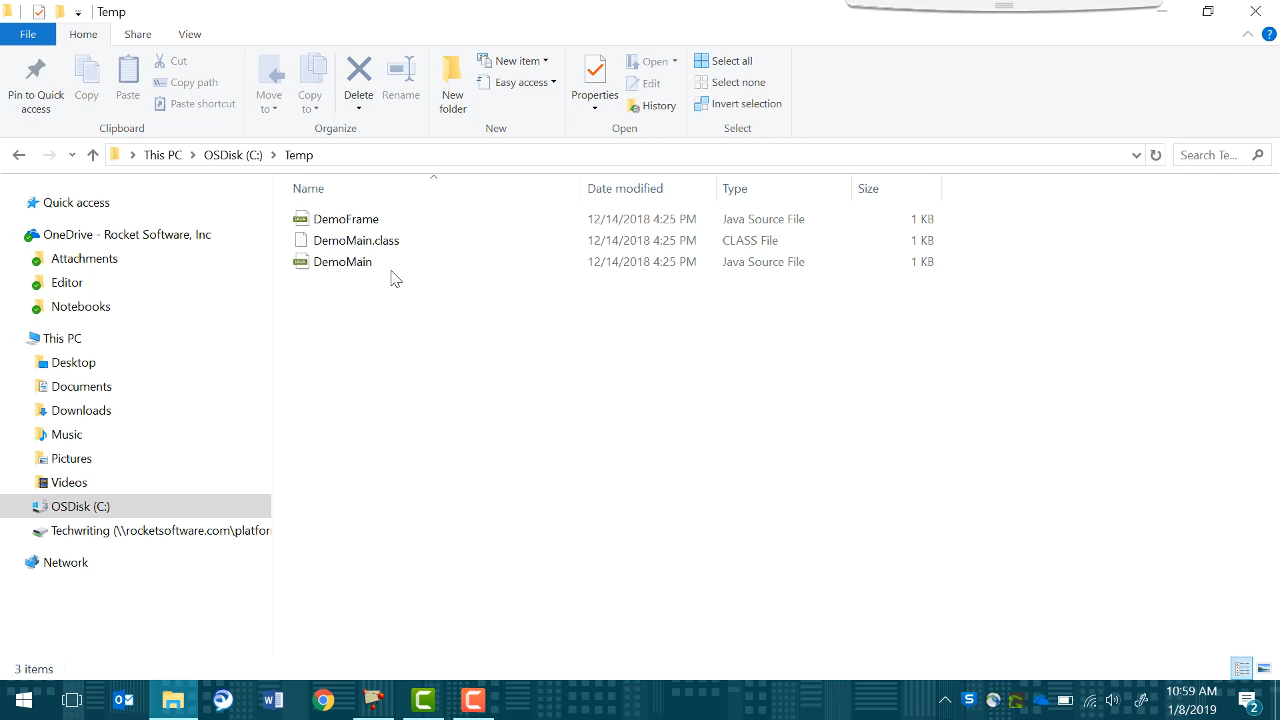 Temp
File Home Share View
Pin to Quick access
Copy
Paste
Cut
Copy path
Paste shortcut
Clipboard
Move to
Copy to
Delete
Rename
Organize
New folder
New item
Easy access
New
Properties
Open
Edit
History
Open
Select all
Select none
Invert selection
Select
This PC > OSDisk (C:) > Temp
Search Te...
Name Date modified Type Size
Quick access
OneDrive - Rocket Software, Inc
Attachments
Editor
Notebooks
This PC
Desktop
Documents
Downloads
Music
Pictures
Videos
OSDisk (C:)
Techwriting (\\rocketsoftware.com\platfor
Network
DemoFrame 12/14/2018 4:25 PM Java Source File 1 KB
DemoMain.class 12/14/2018 4:25 PM CLASS File 1 KB
DemoMain 12/14/2018 4:25 PM Java Source File 1 KB
3 items
1/8/2019
2